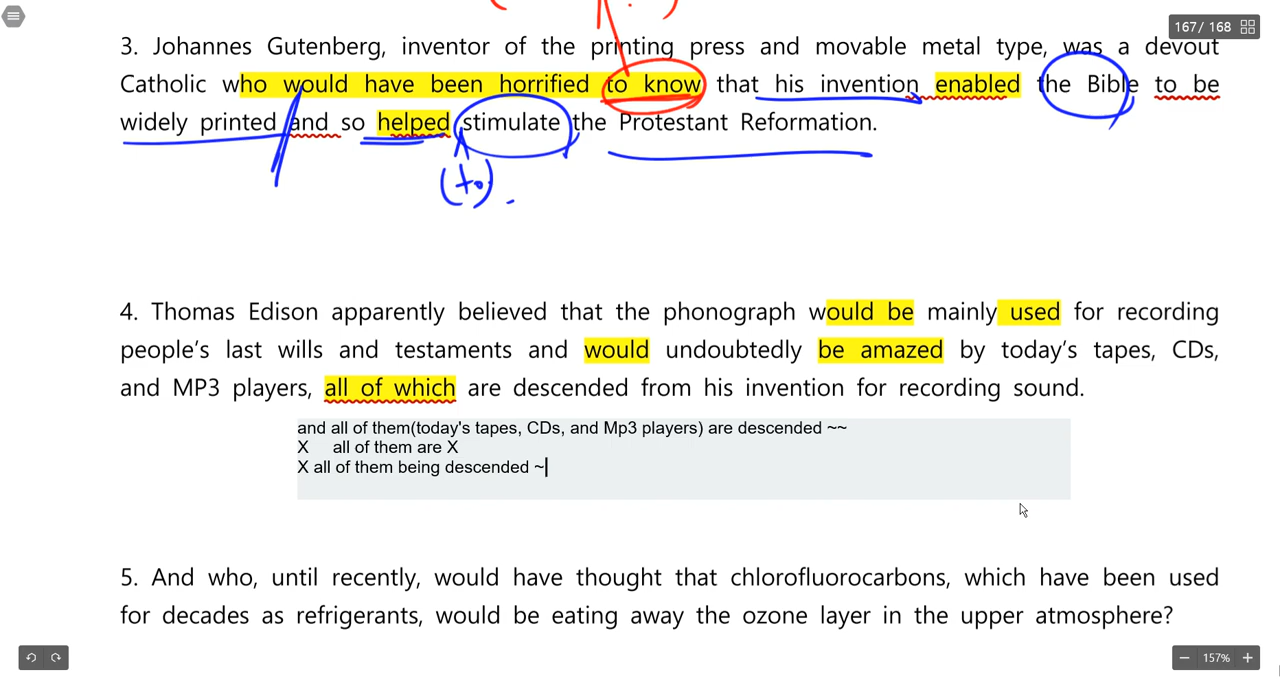 167/ 168
3. Johannes Gutenberg, inventor of the printing press and movable metal type, was a devout
Catholic who would have been horrified to know that his invention enabled the Bible to be
widely printed and so helped stimulate the Protestant Reformation.
(to).
4. Thomas Edison apparently believed that the phonograph would be mainly used for recording
people's last wills and testaments and would undoubtedly be amazed by today's tapes, CDs,
and MP3 players, all of which are descended from his invention for recording sound.
and all of them(today's tapes, CDs, and Mp3 players) are descended ~~
X all of them are X
X all of them being descended ~
5. And who, until recently, would have thought that chlorofluorocarbons, which have been used
for decades as refrigerants, would be eating away the ozone layer in the upper atmosphere?
157%